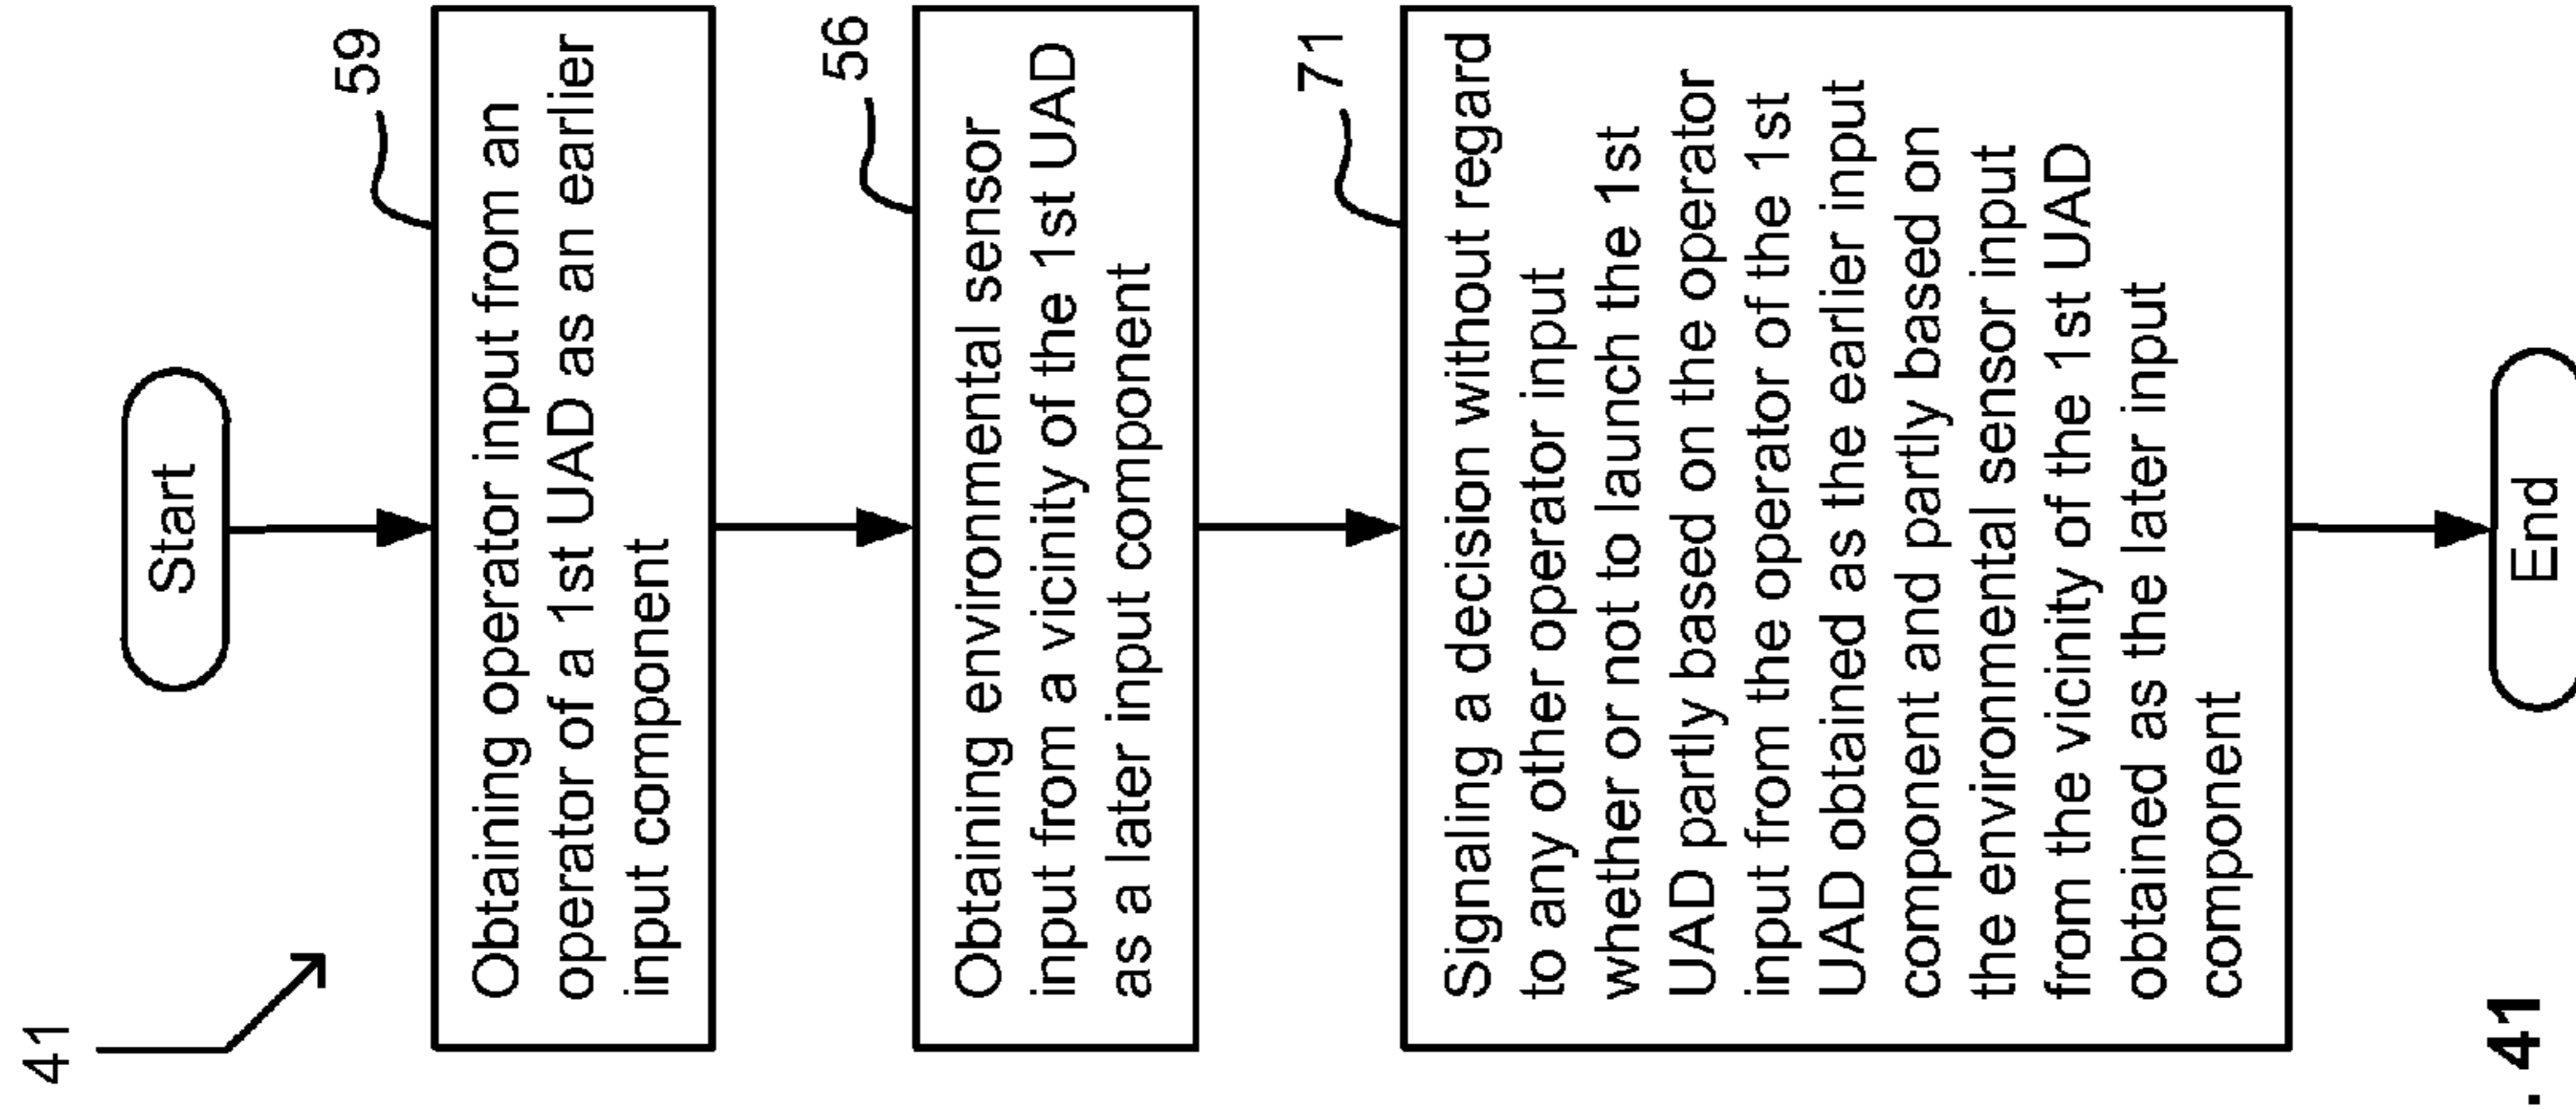 41
Start
59
Obtaining operator input from an
operator of a 1st UAD as an earlier
input component
56
Obtaining environmental sensor
input from a vicinity of the 1st UAD
as a later input component
71
Signaling a decision without regard
to any other operator input
whether or not to launch the 1st
UAD partly based on the operator
input from the operator of the 1st
UAD obtained as the earlier input
component and partly based on
the environmental sensor input
from the vicinity of the 1st UAD
obtained as the later input
component
End
. 41